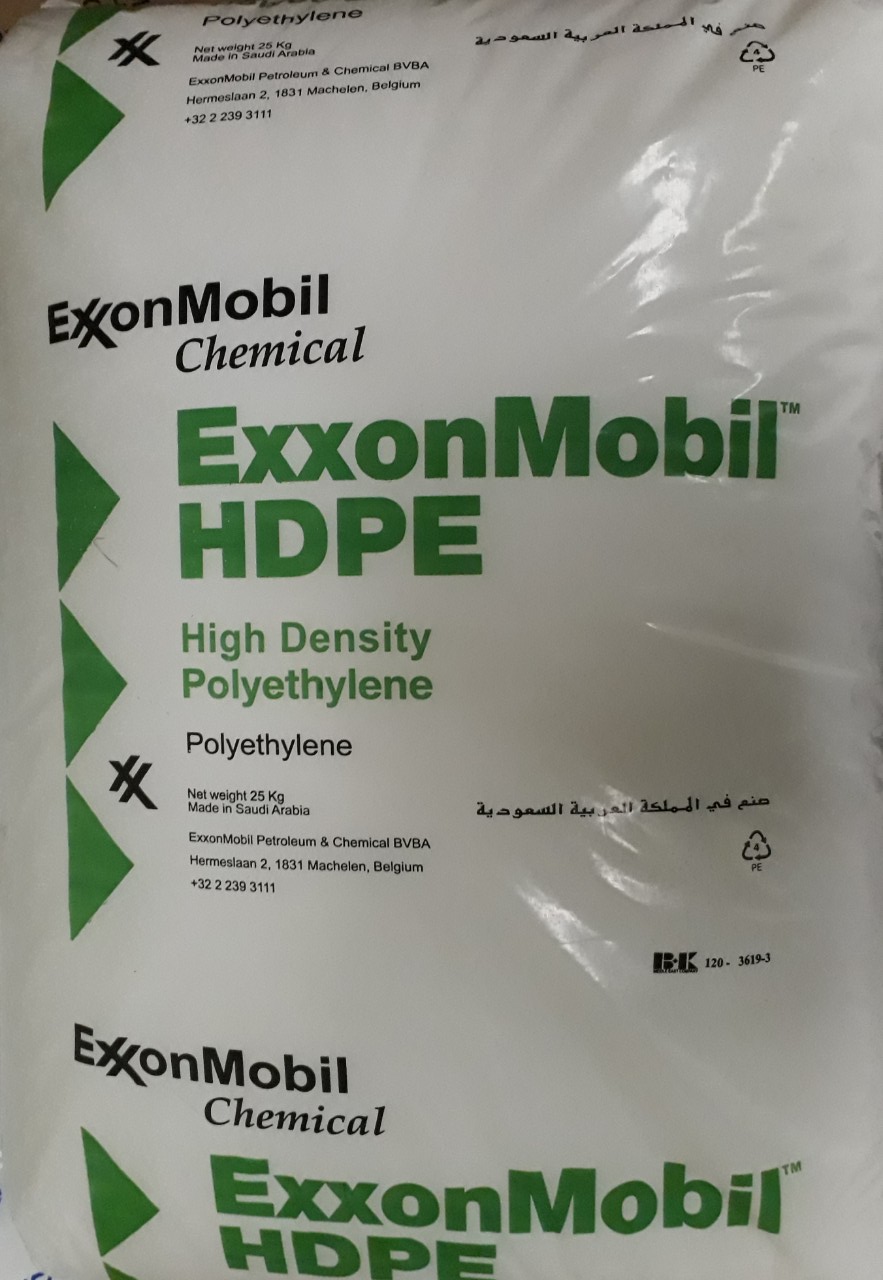 Polyethylene
Net weight 25 Kg
Made in Saudi Arabia
ExxonMobil Petroleum & Chemical BVBA
Hermeslaan 2, 1831 Machelen, Belgium
+32 2 239 3111
صنع في المملكة العربية السعودية
4
PE
ExxonMobil
Chemical
ExxonMobil™
HDPE
High Density
Polyethylene
Polyethylene
Net weight 25 Kg
Made in Saudi Arabia
ExxonMobil Petroleum & Chemical BVBA
Hermeslaan 2, 1831 Machelen, Belgium
+32 2 239 3111
صنع في المملكة العربية السعودية
4
PE
B·K 120 - 3619-3
ExxonMobil
Chemical
ExxonMobil™
HDPE